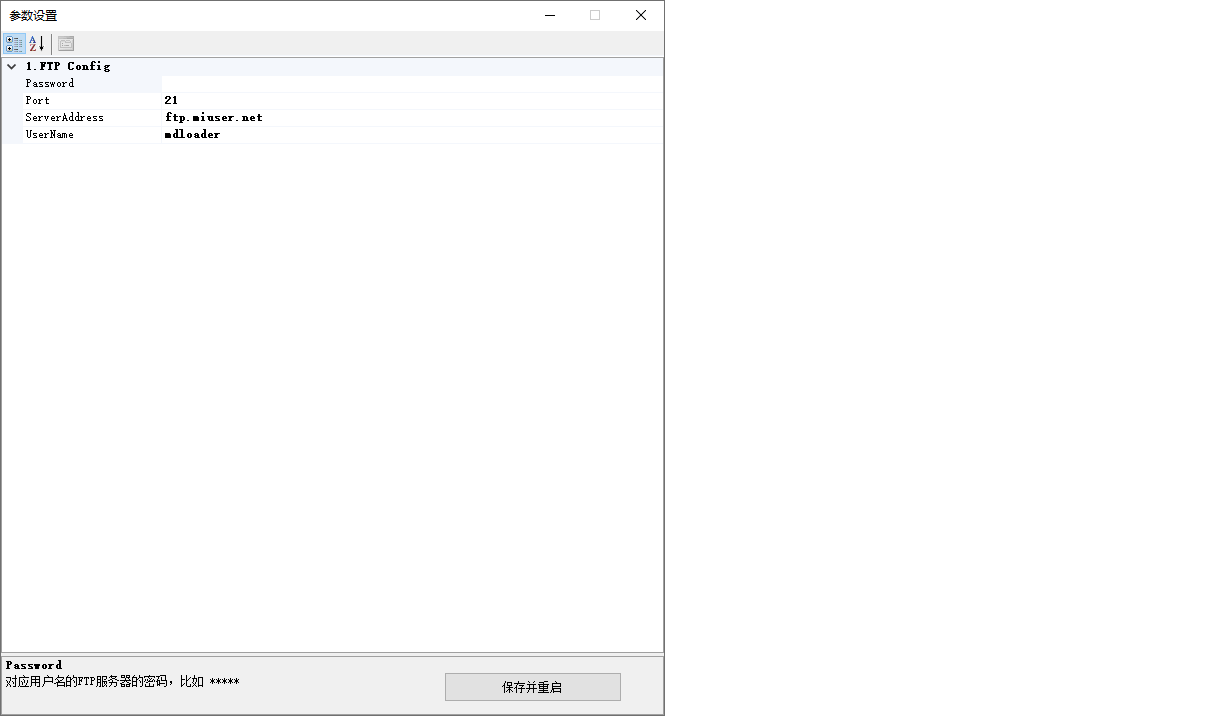 参数设置
1.FTP Config
Password
Port 21
ServerAddress ftp.miuser.net
UserName mdloader
Password
对应用户名的FTP服务器的密码，比如 *****
保存并重启